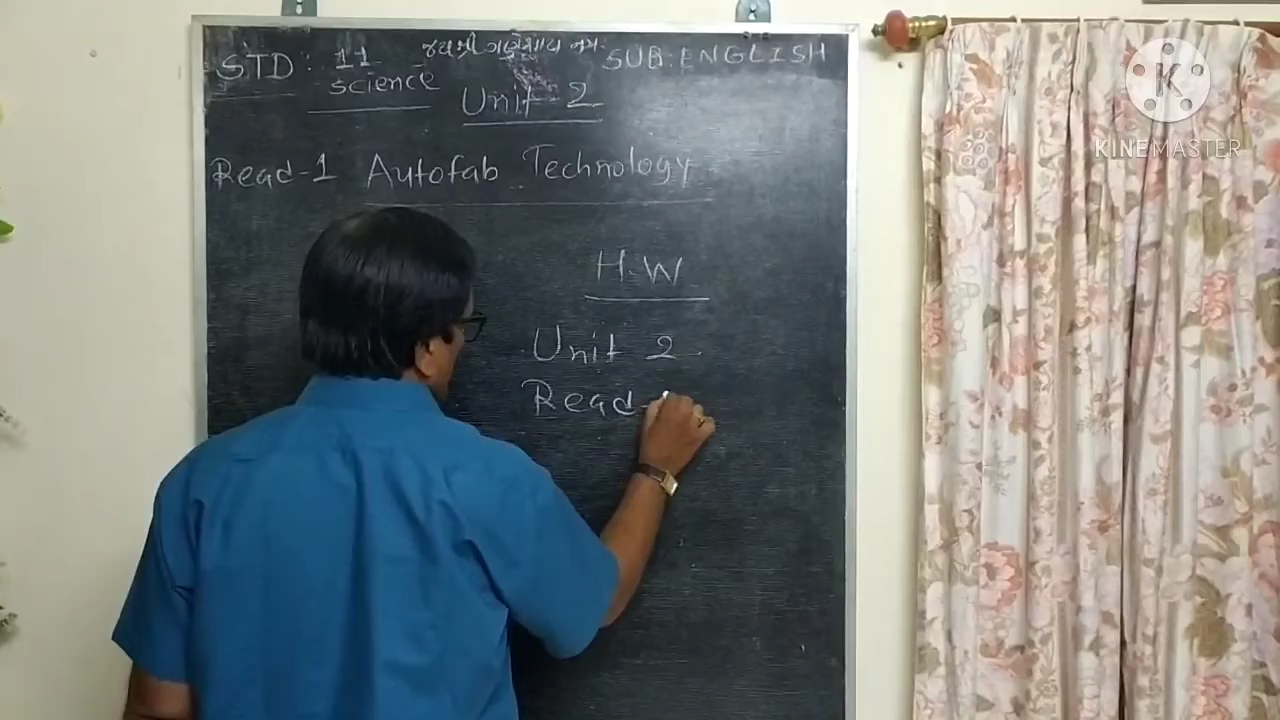 STD: 11 જય શ્રી ગણેશાય નમ: SUB: ENGLISH
science
Unit-2
Read-1 Autofab Technology
H.W
Unit 2
Read-
K
KINEMASTER